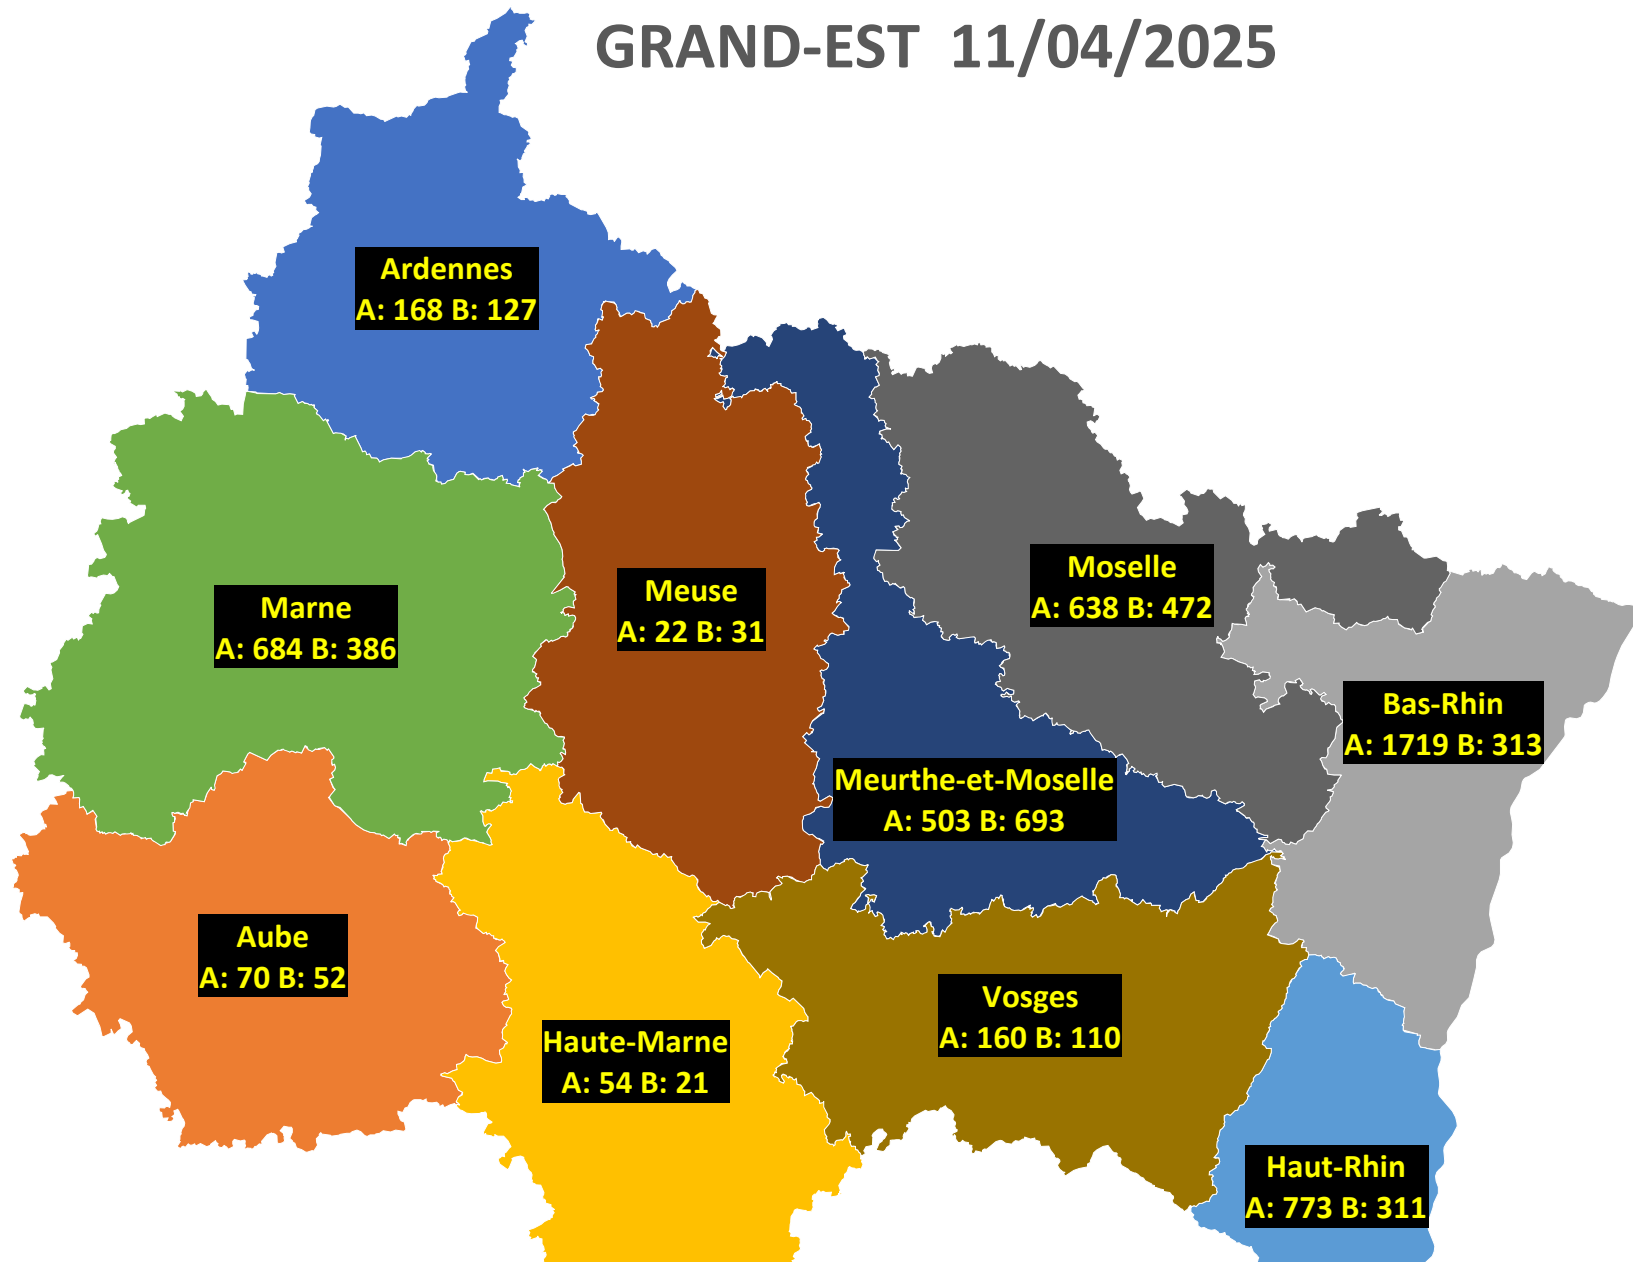 GRAND-EST 11/04/2025
Ardennes
A: 168 B: 127
Marne
A: 684 B: 386
Meuse
A: 22 B: 31
Moselle
A: 638 B: 472
Bas-Rhin
A: 1719 B: 313
Meurthe-et-Moselle
A: 503 B: 693
Aube
A: 70 B: 52
Haute-Marne
A: 54 B: 21
Vosges
A: 160 B: 110
Haut-Rhin
A: 773 B: 311